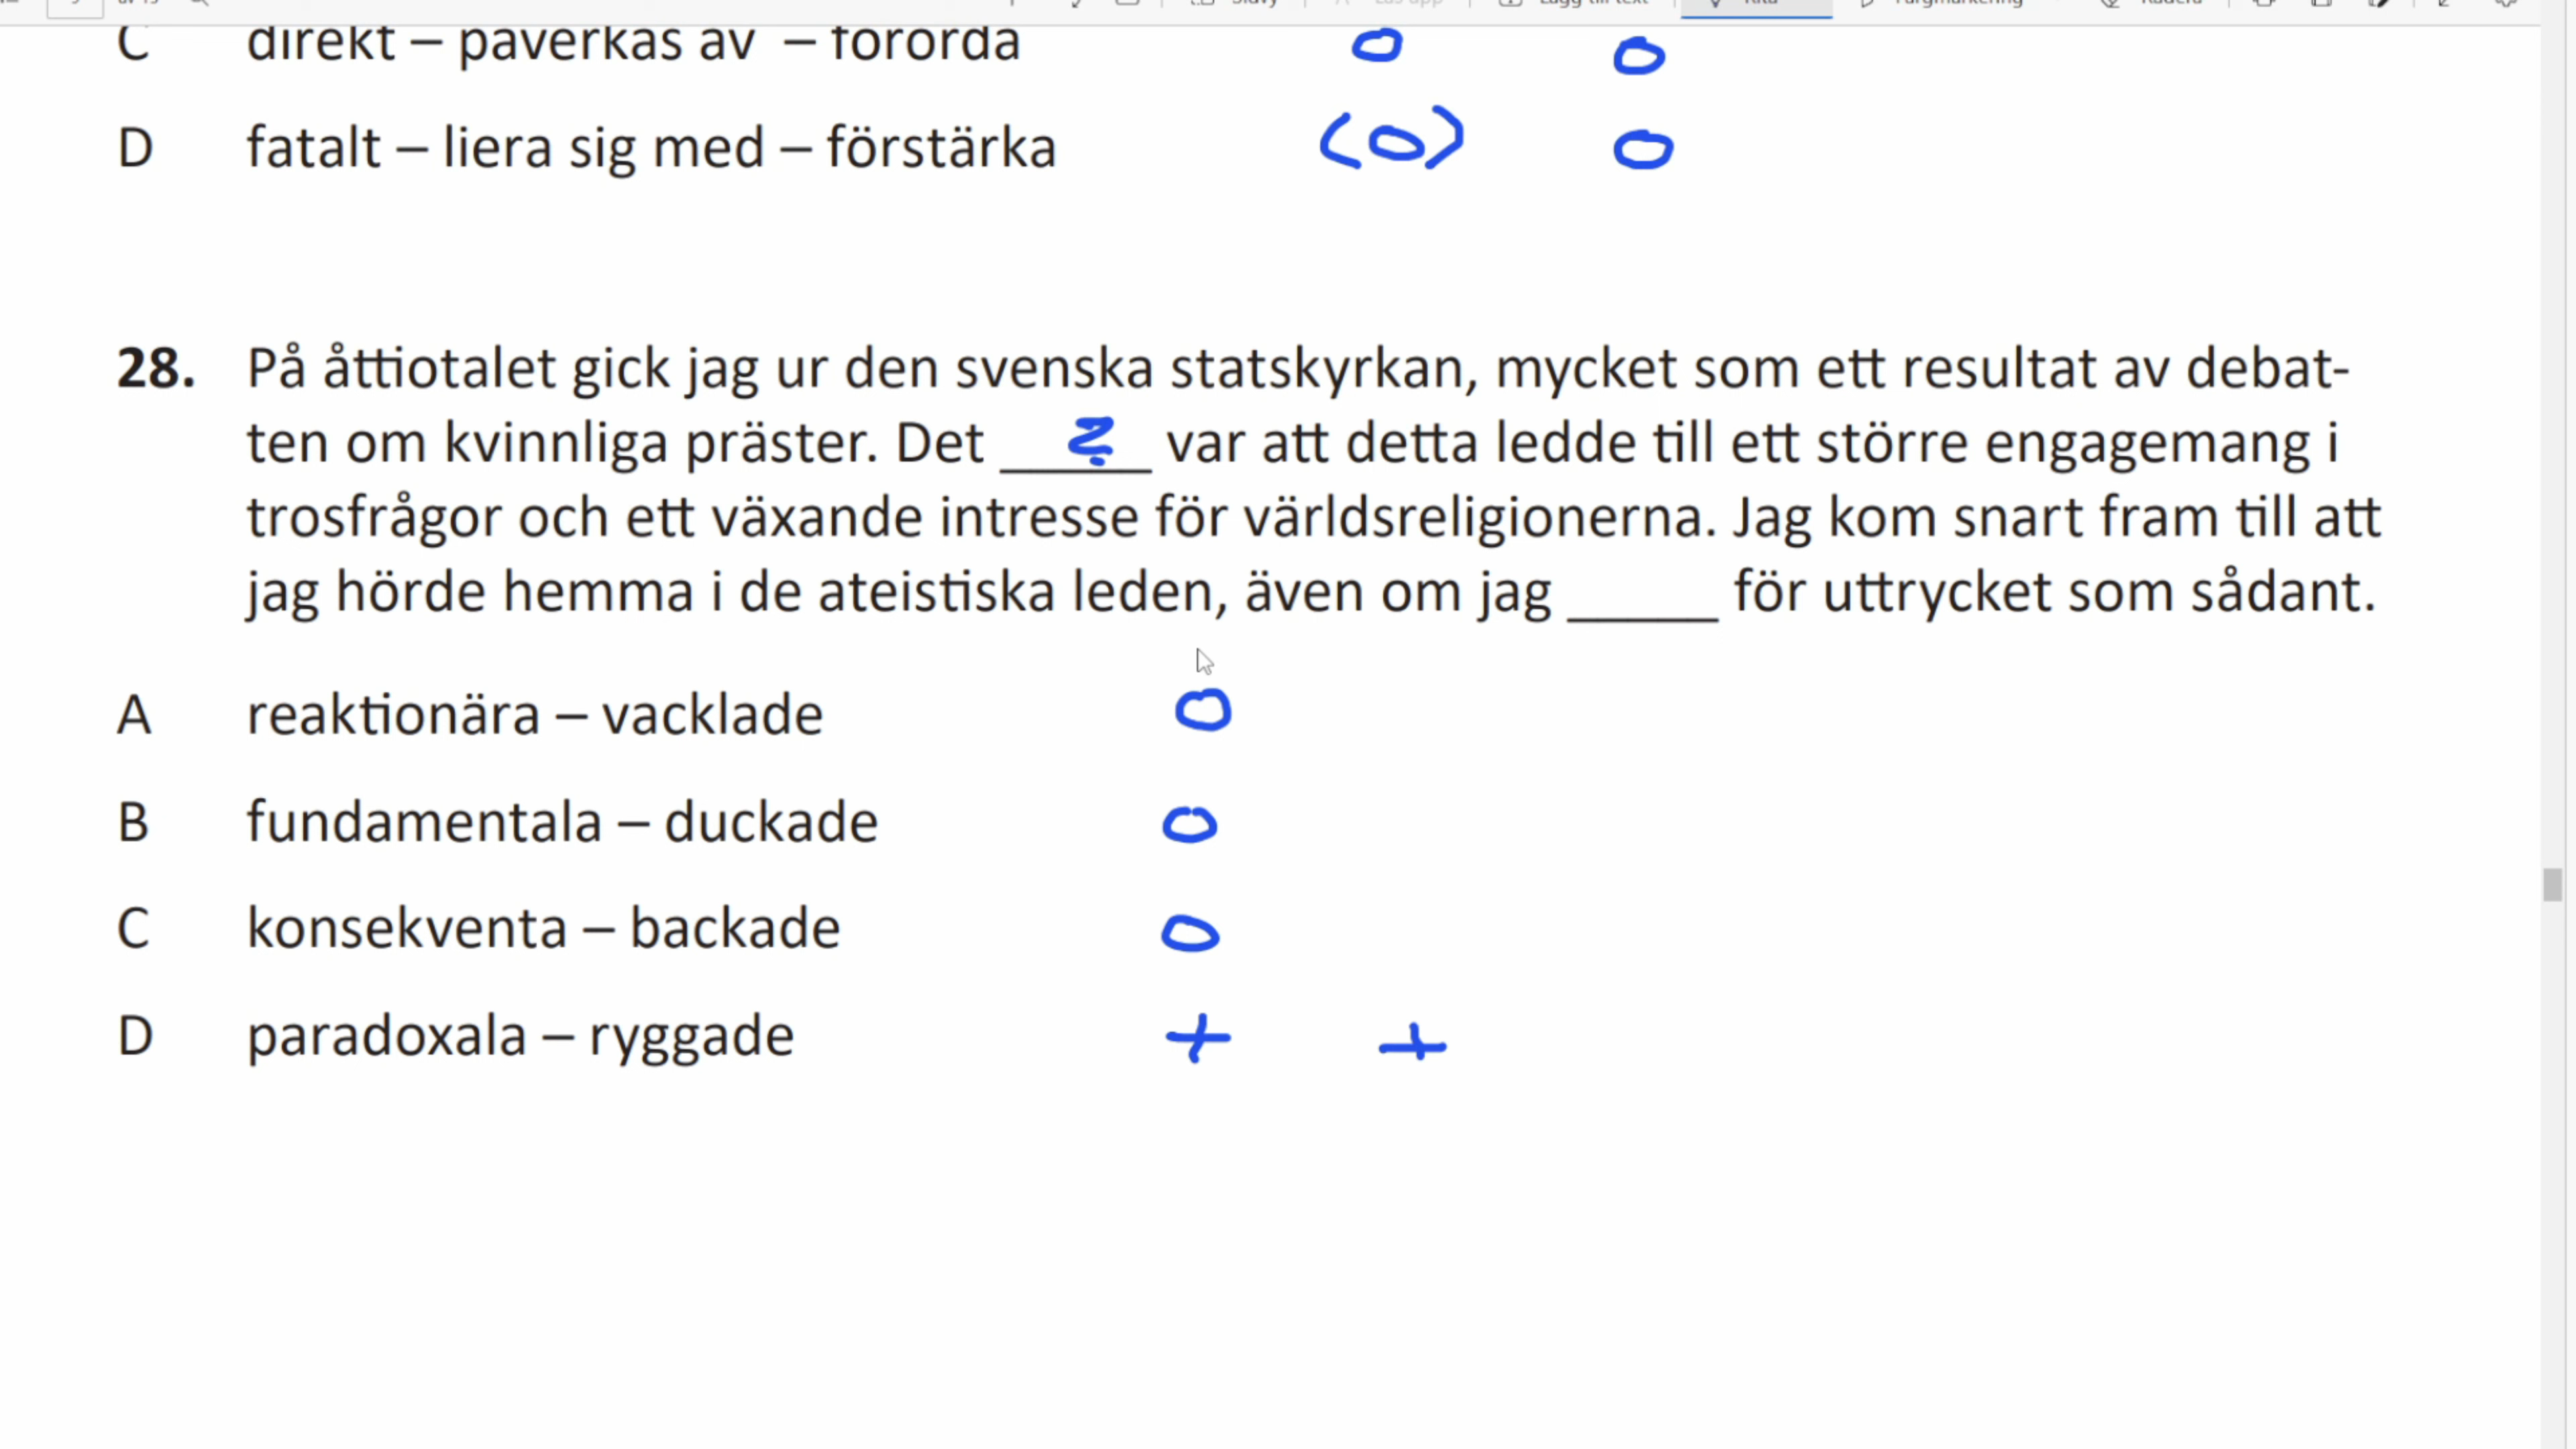 C direkt – påverkas av – förorda
D fatalt – liera sig med – förstärka
28. På åttiotalet gick jag ur den svenska statskyrkan, mycket som ett resultat av debat-
ten om kvinnliga präster. Det _____ var att detta ledde till ett större engagemang i
trosfrågor och ett växande intresse för världsreligionerna. Jag kom snart fram till att
jag hörde hemma i de ateistiska leden, även om jag _____ för uttrycket som sådant.
A reaktionära – vacklade
B fundamentala – duckade
C konsekventa – backade
D paradoxala – ryggade